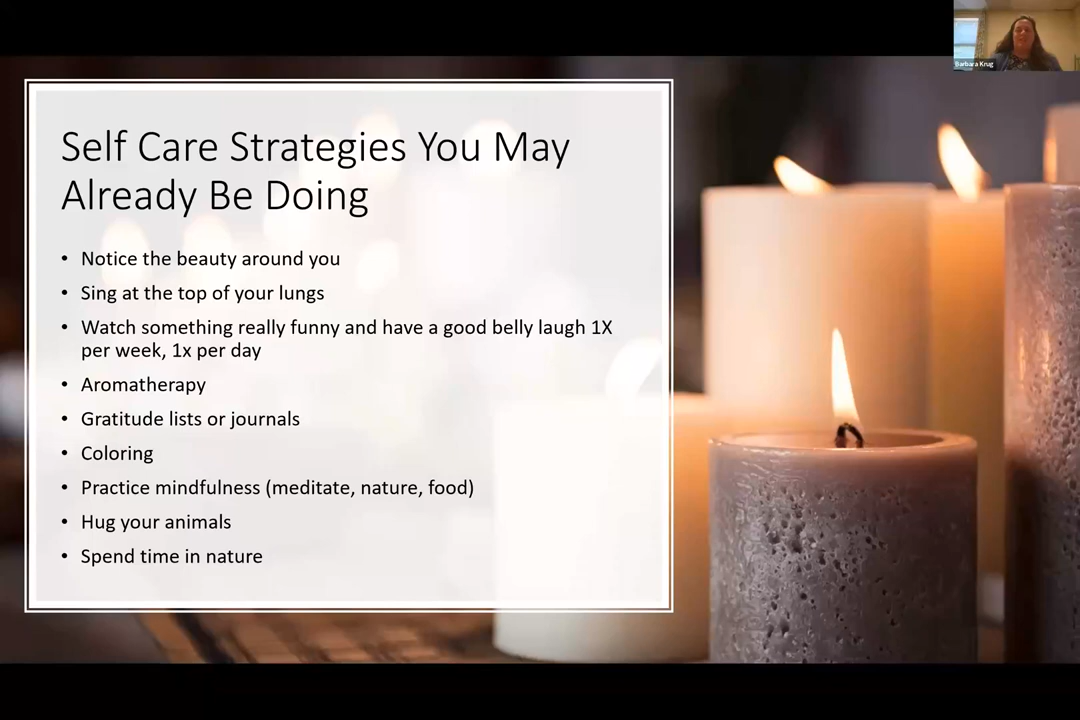 Barbara Krug
Self Care Strategies You May
Already Be Doing
• Notice the beauty around you
• Sing at the top of your lungs
• Watch something really funny and have a good belly laugh 1X
per week, 1x per day
• Aromatherapy
• Gratitude lists or journals
• Coloring
• Practice mindfulness (meditate, nature, food)
• Hug your animals
• Spend time in nature